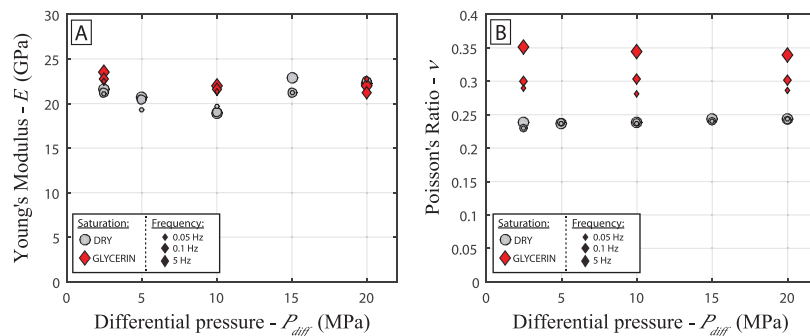 A
Young's Modulus - E (GPa)
30
25
20
15
10
5
0
Saturation:
DRY
GLYCERIN
Frequency:
0.05 Hz
0.1 Hz
5 Hz
0 5 10 15 20
Differential pressure - P_diff (MPa)
B
Poisson's Ratio - ν
0.4
0.35
0.3
0.25
0.2
0.15
0.1
0.05
0
Saturation:
DRY
GLYCERIN
Frequency:
0.05 Hz
0.1 Hz
5 Hz
0 5 10 15 20
Differential pressure - P_diff (MPa)